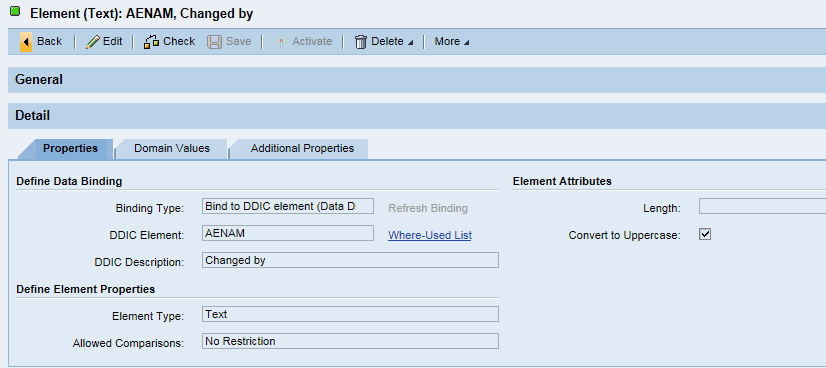 Element (Text): AENAM, Changed by
Back Edit Check Save Activate Delete More
General
Detail
Properties Domain Values Additional Properties
Define Data Binding Element Attributes
Binding Type: Bind to DDIC element (Data D Refresh Binding Length:
DDIC Element: AENAM Where-Used List Convert to Uppercase:
DDIC Description: Changed by
Define Element Properties
Element Type: Text
Allowed Comparisons: No Restriction